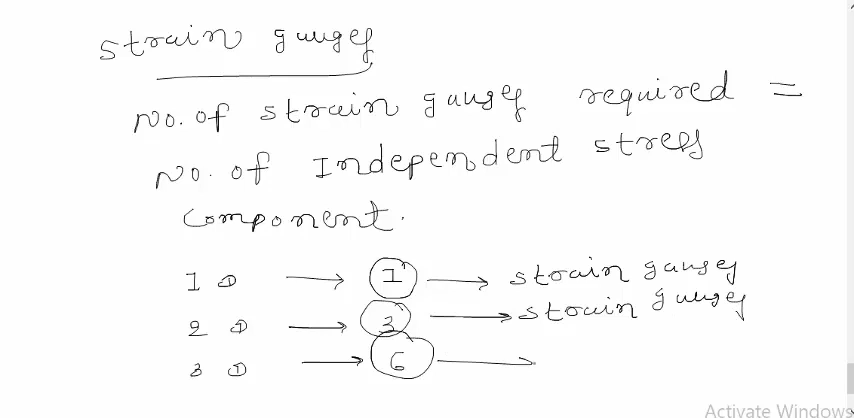 strain gauges
No. of strain gauges required =
No. of Independent stress
component.
1 D → 1 → strain gauges
2 D → 3 → strain gauges
3 D → 6 →
Activate Windows